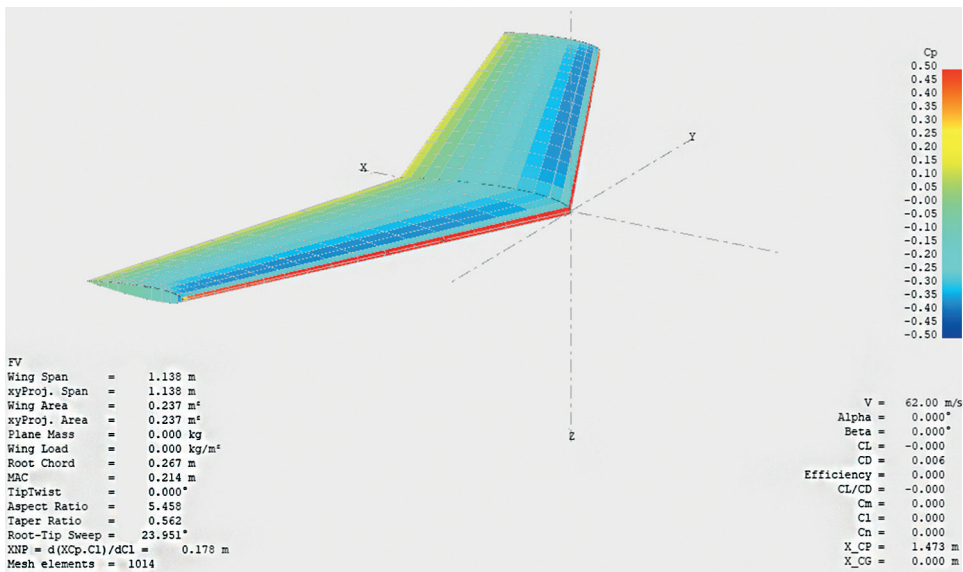 Cp
0.50
0.45
0.40
0.35
0.30
0.25
0.20
0.15
0.10
0.05
-0.00
-0.05
-0.10
-0.15
-0.20
-0.25
-0.30
-0.35
-0.40
-0.45
-0.50
X
Y
Z
FV
Wing Span = 1.138 m
xyProj. Span = 1.138 m
Wing Area = 0.237 m²
xyProj. Area = 0.237 m²
Plane Mass = 0.000 kg
Wing Load = 0.000 kg/m²
Root Chord = 0.267 m
MAC = 0.214 m
TipTwist = 0.000°
Aspect Ratio = 5.458
Taper Ratio = 0.562
Root-Tip Sweep = 23.951°
XNP = d(XCp.Cl)/dCl = 0.178 m
Mesh elements = 1014
V = 62.00 m/s
Alpha = 0.000°
Beta = 0.000°
CL = -0.000
CD = 0.006
Efficiency = 0.000
CL/CD = -0.000
Cm = 0.000
Cl = 0.000
Cn = 0.000
X_CP = 1.473 m
X_CG = 0.000 m